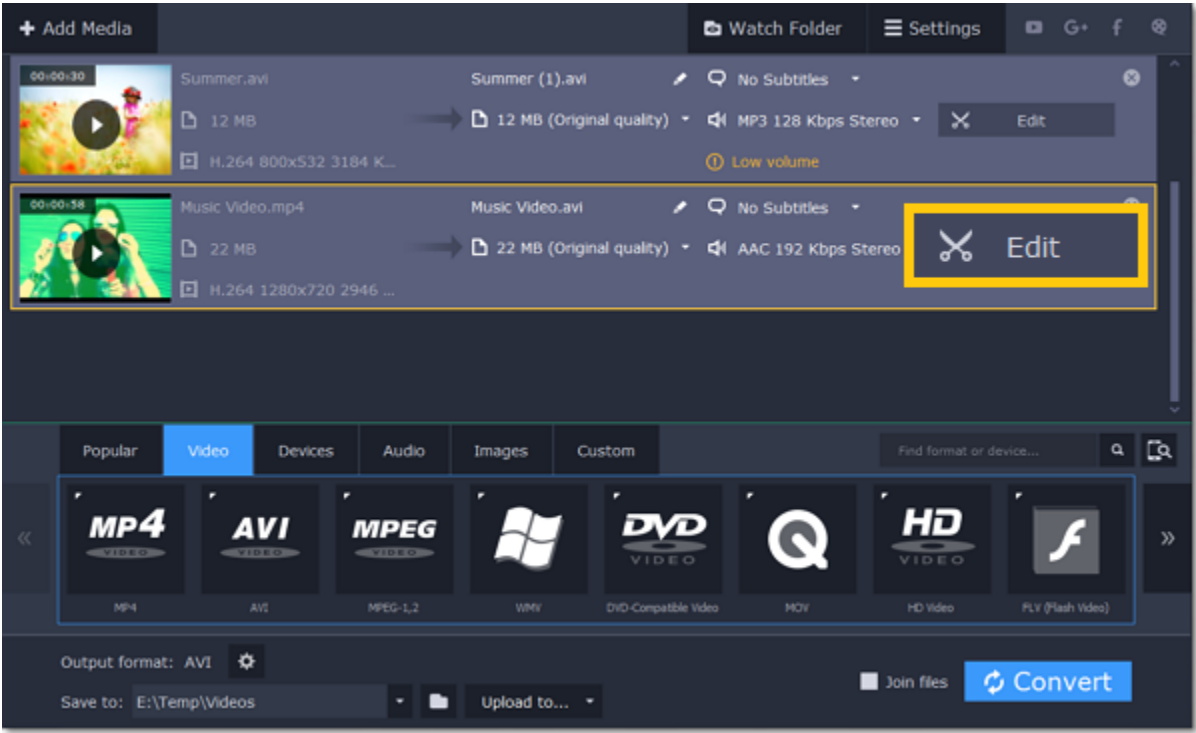 Add Media
Watch Folder
Settings
G+
00:00:30
Summer.avi
Summer (1).avi
No Subtitles
12 MB
12 MB (Original quality)
MP3 128 Kbps Stereo
Edit
H.264 800x532 3184 K...
Low volume
00:00:58
Music Video.mp4
Music Video.avi
No Subtitles
22 MB
22 MB (Original quality)
AAC 192 Kbps Stereo
Edit
H.264 1280x720 2946 ...
Popular
Video
Devices
Audio
Images
Custom
Find format or device...
MP4 VIDEO
AVI VIDEO
MPEG VIDEO
DVD VIDEO
HD VIDEO
MP4
AVI
MPEG-1,2
WMV
DVD-Compatible Video
MOV
HD Video
FLV (Flash Video)
Output format: AVI
Save to: E:\Temp\Videos
Upload to...
Join files
Convert